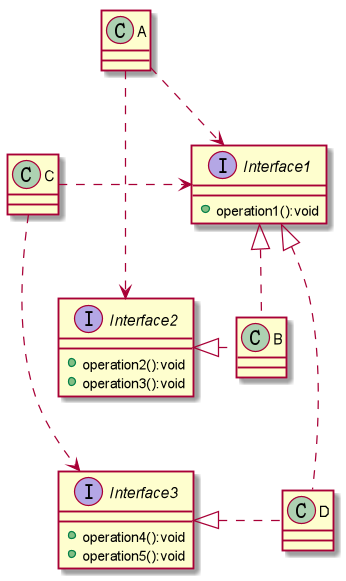 C A
C C
I Interface1
operation1():void
I Interface2
operation2():void
operation3():void
C B
I Interface3
operation4():void
operation5():void
C D